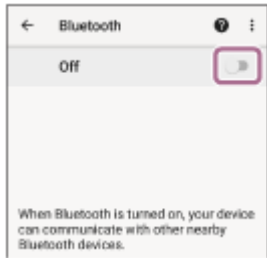 Bluetooth
Off
When Bluetooth is turned on, your device
can communicate with other nearby
Bluetooth devices.